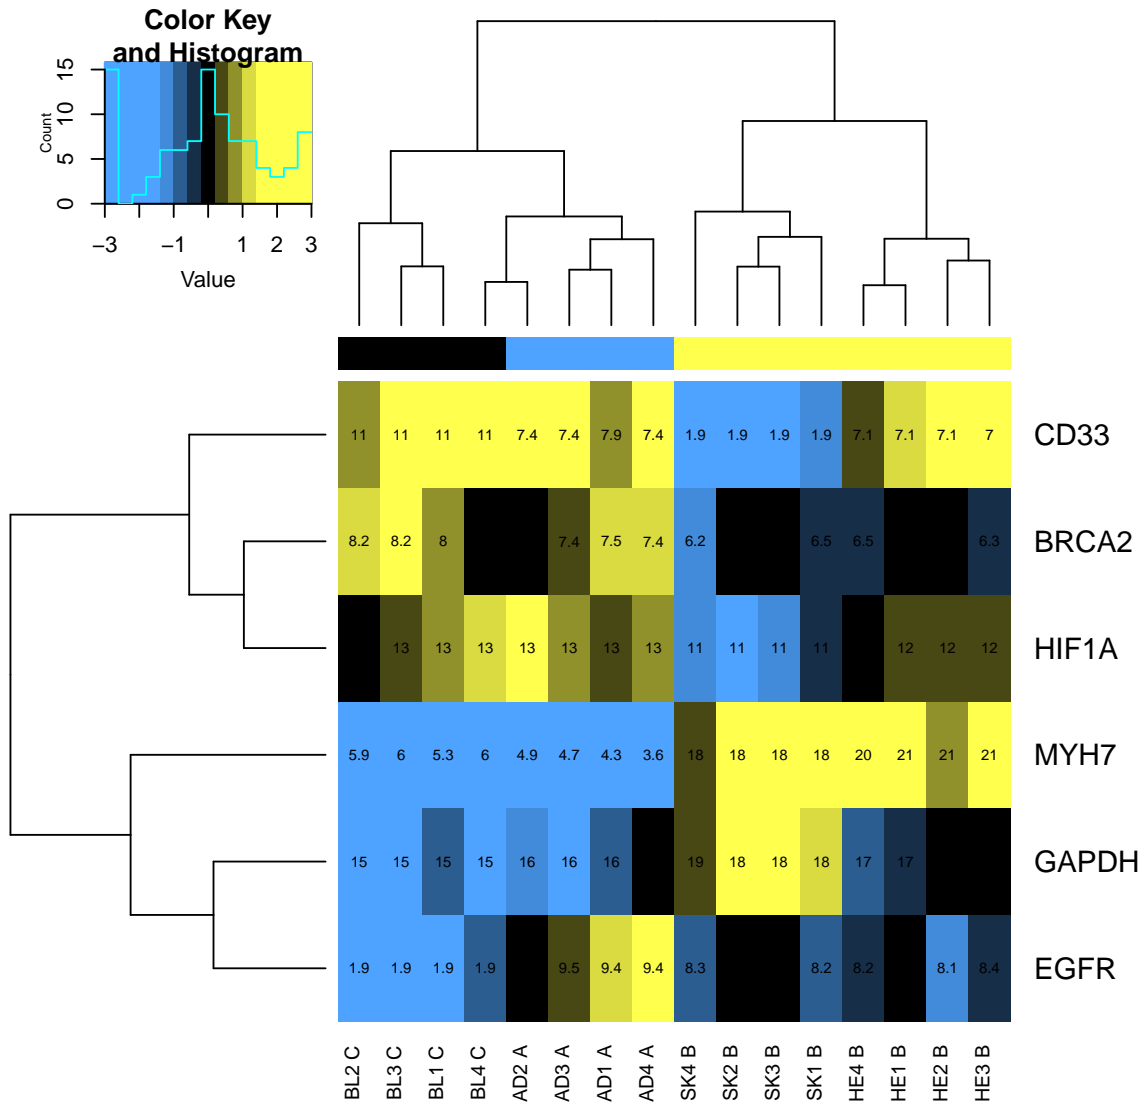 Color Key
and Histogram
Count
0 5 10 15
−3 −1 1 2 3
Value
11 11 11 11 7.4 7.4 7.9 7.4 1.9 1.9 1.9 1.9 7.1 7.1 7.1 7 CD33
8.2 8.2 8 7.4 7.5 7.4 6.2 6.5 6.5 6.3 BRCA2
13 13 13 13 13 13 13 11 11 11 11 12 12 12 HIF1A
5.9 6 5.3 6 4.9 4.7 4.3 3.6 18 18 18 18 20 21 21 21 MYH7
15 15 15 15 16 16 16 19 18 18 18 17 17 GAPDH
1.9 1.9 1.9 1.9 9.5 9.4 9.4 8.3 8.2 8.2 8.1 8.4 EGFR
BL2 C BL3 C BL1 C BL4 C AD2 A AD3 A AD1 A AD4 A SK4 B SK2 B SK3 B SK1 B HE4 B HE1 B HE2 B HE3 B